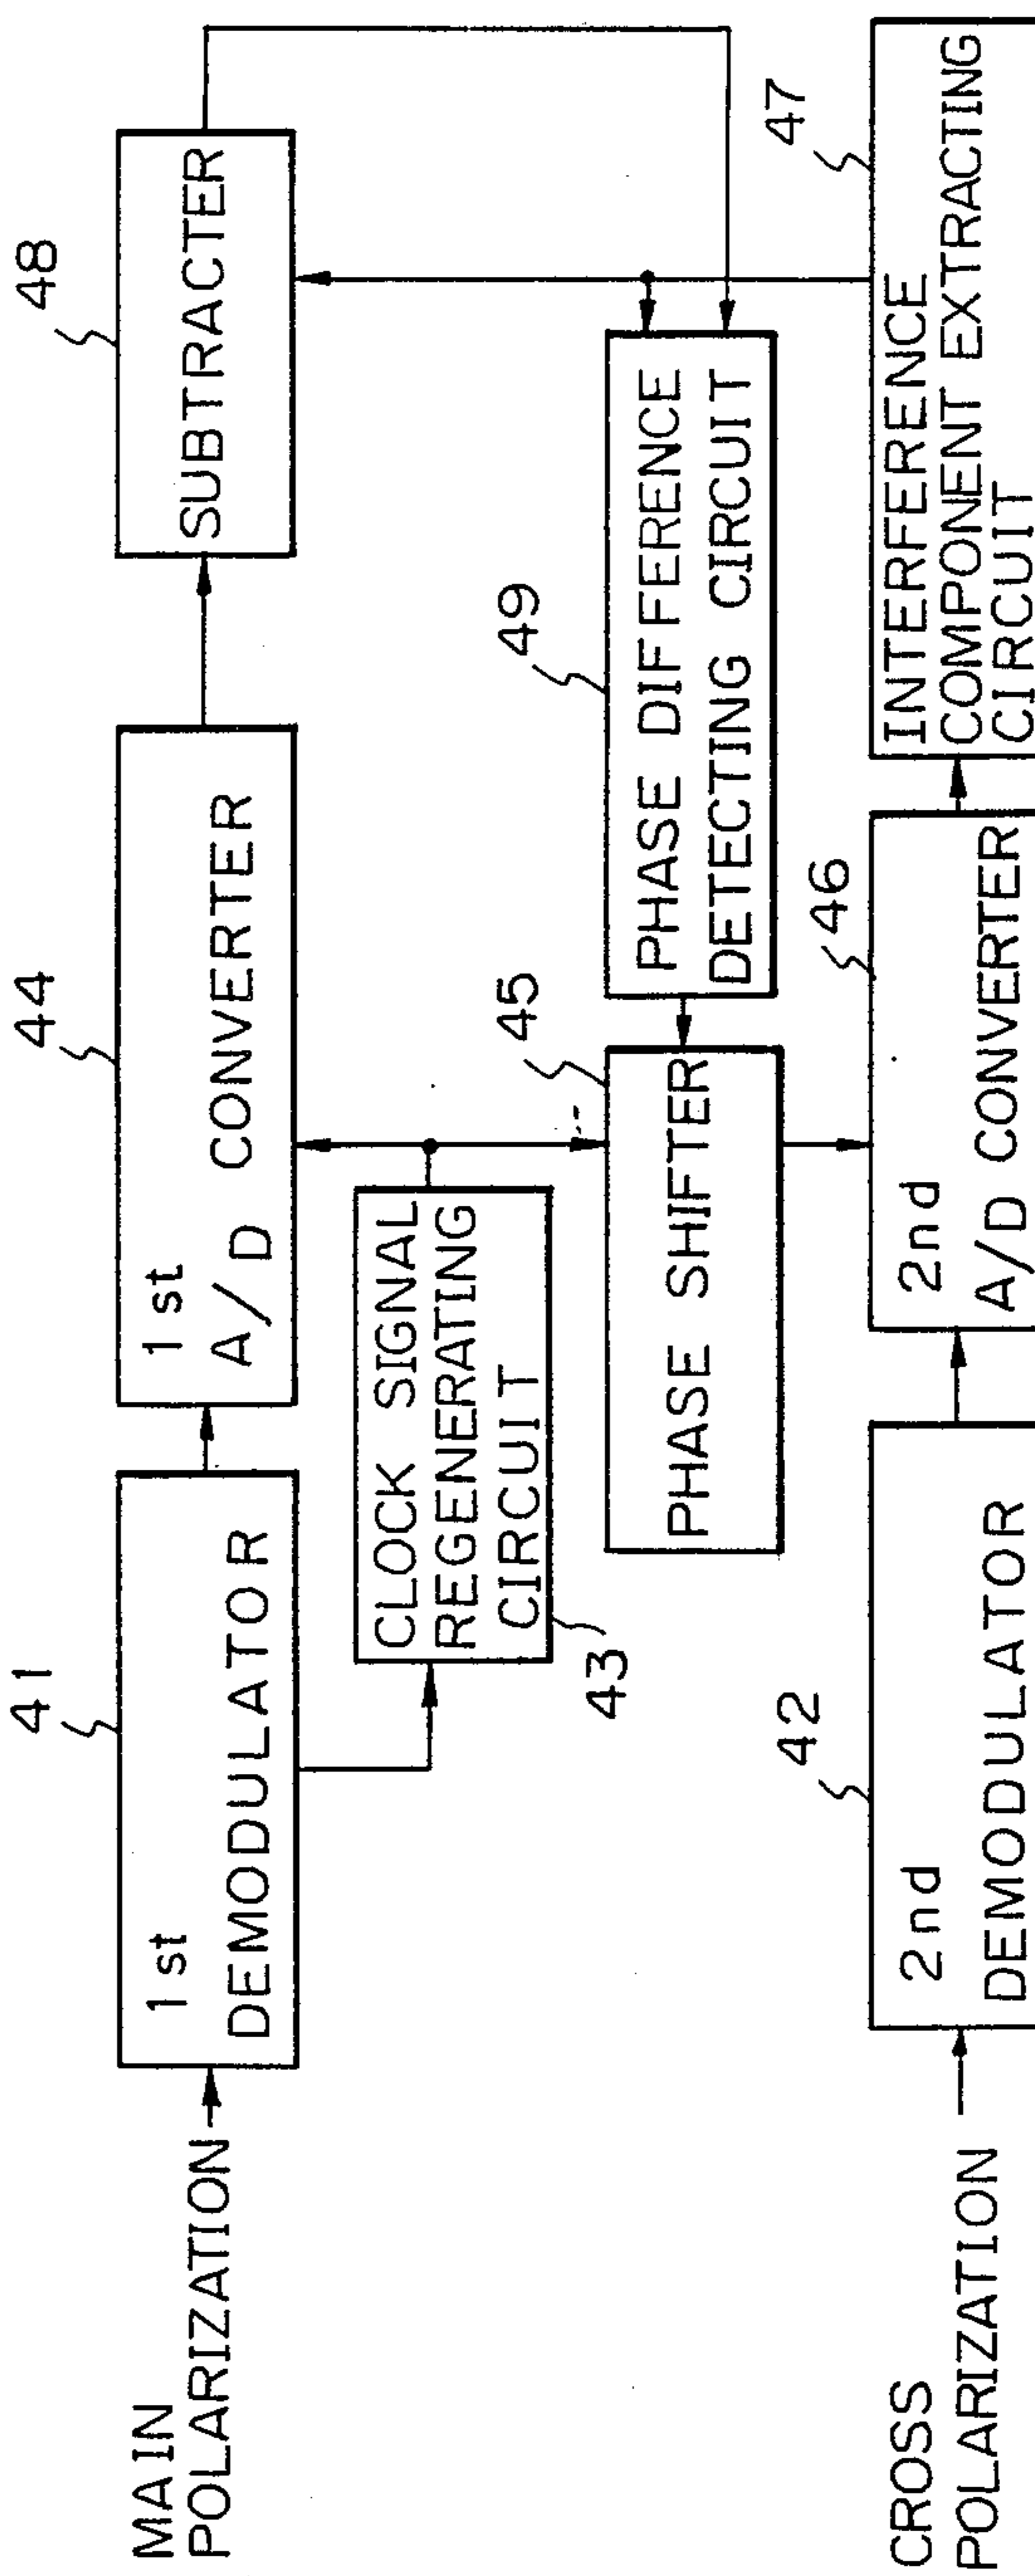 MAIN
POLARIZATION
41
1st
DEMODULATOR
44
1st
A/D CONVERTER
48
SUBTRACTER
CLOCK SIGNAL
REGENERATING
CIRCUIT
43
45
PHASE SHIFTER
49
PHASE DIFFERENCE
DETECTING CIRCUIT
CROSS
POLARIZATION
42
2nd
DEMODULATOR
46
2nd
A/D CONVERTER
47
INTERFERENCE
COMPONENT EXTRACTING
CIRCUIT